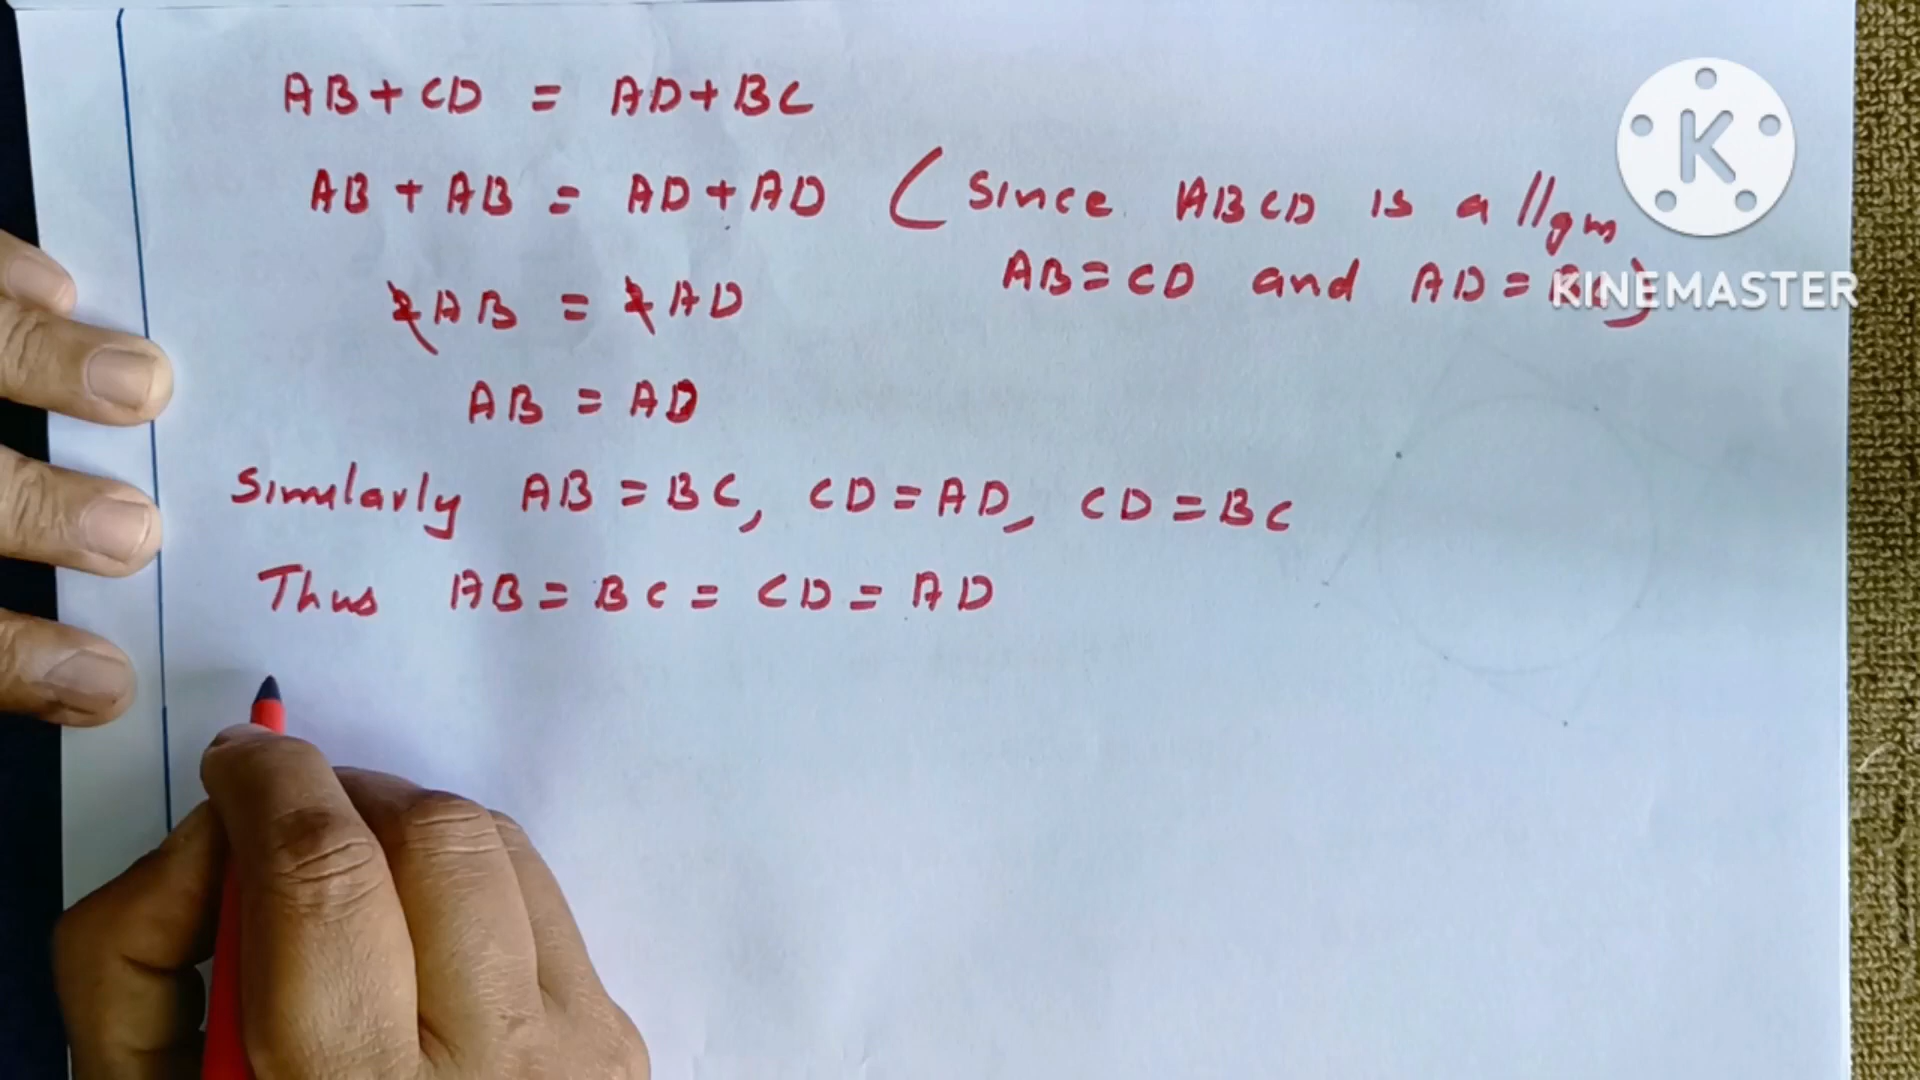 AB + CD = AD + BC
AB + AB = AD + AD (Since ABCD is a //gm
AB = CD and AD = BC)
2AB = 2AD
AB = AD
Similarly AB = BC, CD = AD, CD = BC
Thus AB = BC = CD = AD
K
KINEMASTER